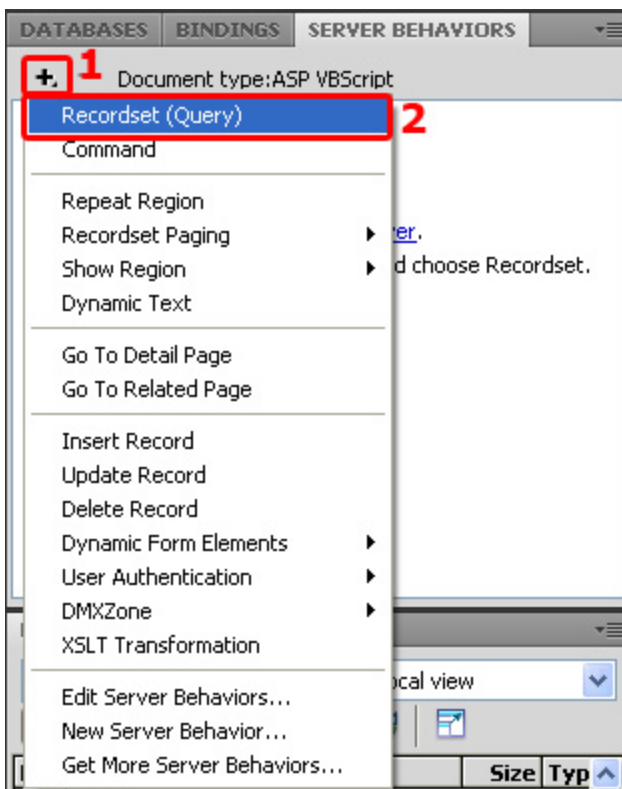 DATABASES BINDINGS SERVER BEHAVIORS
+ 1 Document type:ASP VBScript
Recordset (Query) 2
Command
Repeat Region
Recordset Paging er.
Show Region d choose Recordset.
Dynamic Text
Go To Detail Page
Go To Related Page
Insert Record
Update Record
Delete Record
Dynamic Form Elements
User Authentication
DMXZone
XSLT Transformation
ocal view
Edit Server Behaviors...
New Server Behavior...
Get More Server Behaviors...
Size Typ